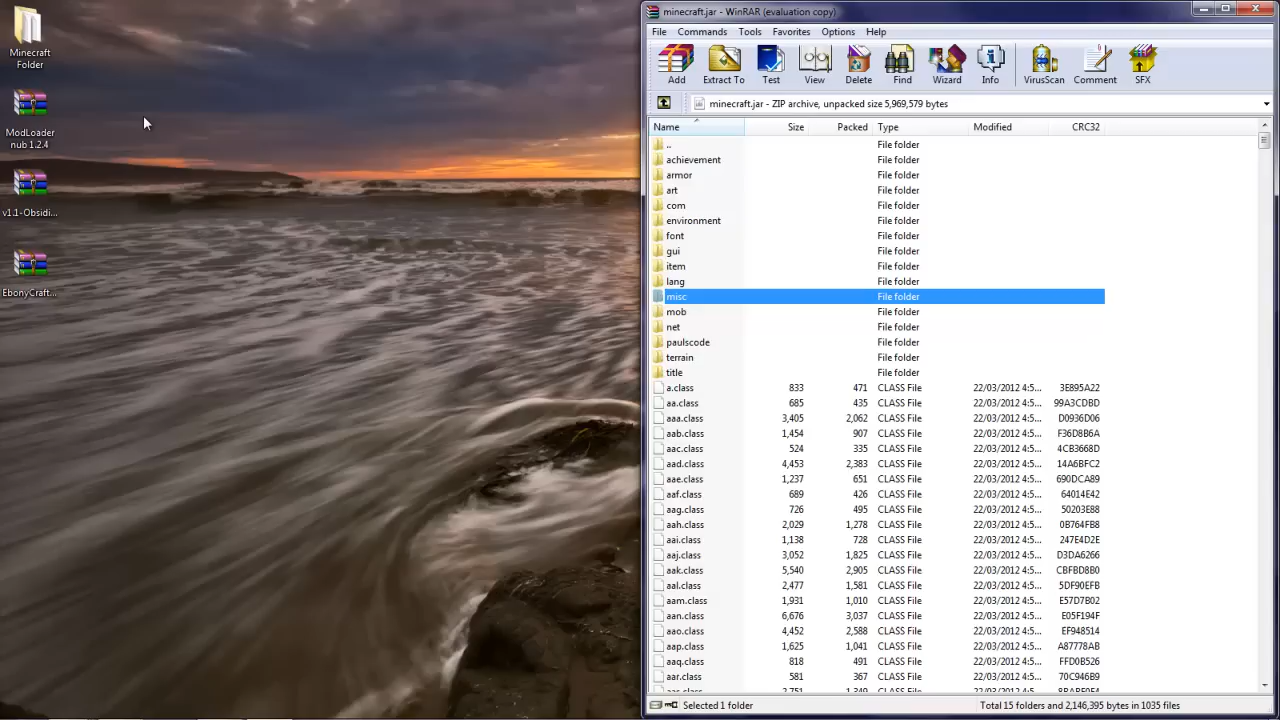 Minecraft
Folder
ModLoader
nub 1.2.4
v1.1-Obsidi...
EbonyCraft...
minecraft.jar - WinRAR (evaluation copy)
File Commands Tools Favorites Options Help
Add Extract To Test View Delete Find Wizard Info VirusScan Comment SFX
minecraft.jar - ZIP archive, unpacked size 5,969,579 bytes
Name Size Packed Type Modified CRC32
.. File folder
achievement File folder
armor File folder
art File folder
com File folder
environment File folder
font File folder
gui File folder
item File folder
lang File folder
misc File folder
mob File folder
net File folder
paulscode File folder
terrain File folder
title File folder
a.class 833 471 CLASS File 22/03/2012 4:5... 3E895A22
aa.class 685 435 CLASS File 22/03/2012 4:5... 99A3CDBD
aaa.class 3,405 2,062 CLASS File 22/03/2012 4:5... D0936D06
aab.class 1,454 907 CLASS File 22/03/2012 4:5... F36D8B6A
aac.class 524 335 CLASS File 22/03/2012 4:5... 4CB3668D
aad.class 4,453 2,383 CLASS File 22/03/2012 4:5... 14A6BFC2
aae.class 1,237 651 CLASS File 22/03/2012 4:5... 690DCA89
aaf.class 689 426 CLASS File 22/03/2012 4:5... 64014E42
aag.class 726 495 CLASS File 22/03/2012 4:5... 50203E88
aah.class 2,029 1,278 CLASS File 22/03/2012 4:5... 0B764FB8
aai.class 1,138 728 CLASS File 22/03/2012 4:5... 247E4D2E
aaj.class 3,052 1,825 CLASS File 22/03/2012 4:5... D3DA6266
aak.class 5,540 2,905 CLASS File 22/03/2012 4:5... CBFBD8B0
aal.class 2,477 1,581 CLASS File 22/03/2012 4:5... 5DF90EFB
aam.class 1,931 1,010 CLASS File 22/03/2012 4:5... E57D7B02
aan.class 6,676 3,037 CLASS File 22/03/2012 4:5... E05F194F
aao.class 4,452 2,588 CLASS File 22/03/2012 4:5... EF948514
aap.class 1,625 1,041 CLASS File 22/03/2012 4:5... A87778AB
aaq.class 818 491 CLASS File 22/03/2012 4:5... FFD0B526
aar.class 581 367 CLASS File 22/03/2012 4:5... 70C946B9
Selected 1 folder Total 15 folders and 2,146,395 bytes in 1035 files